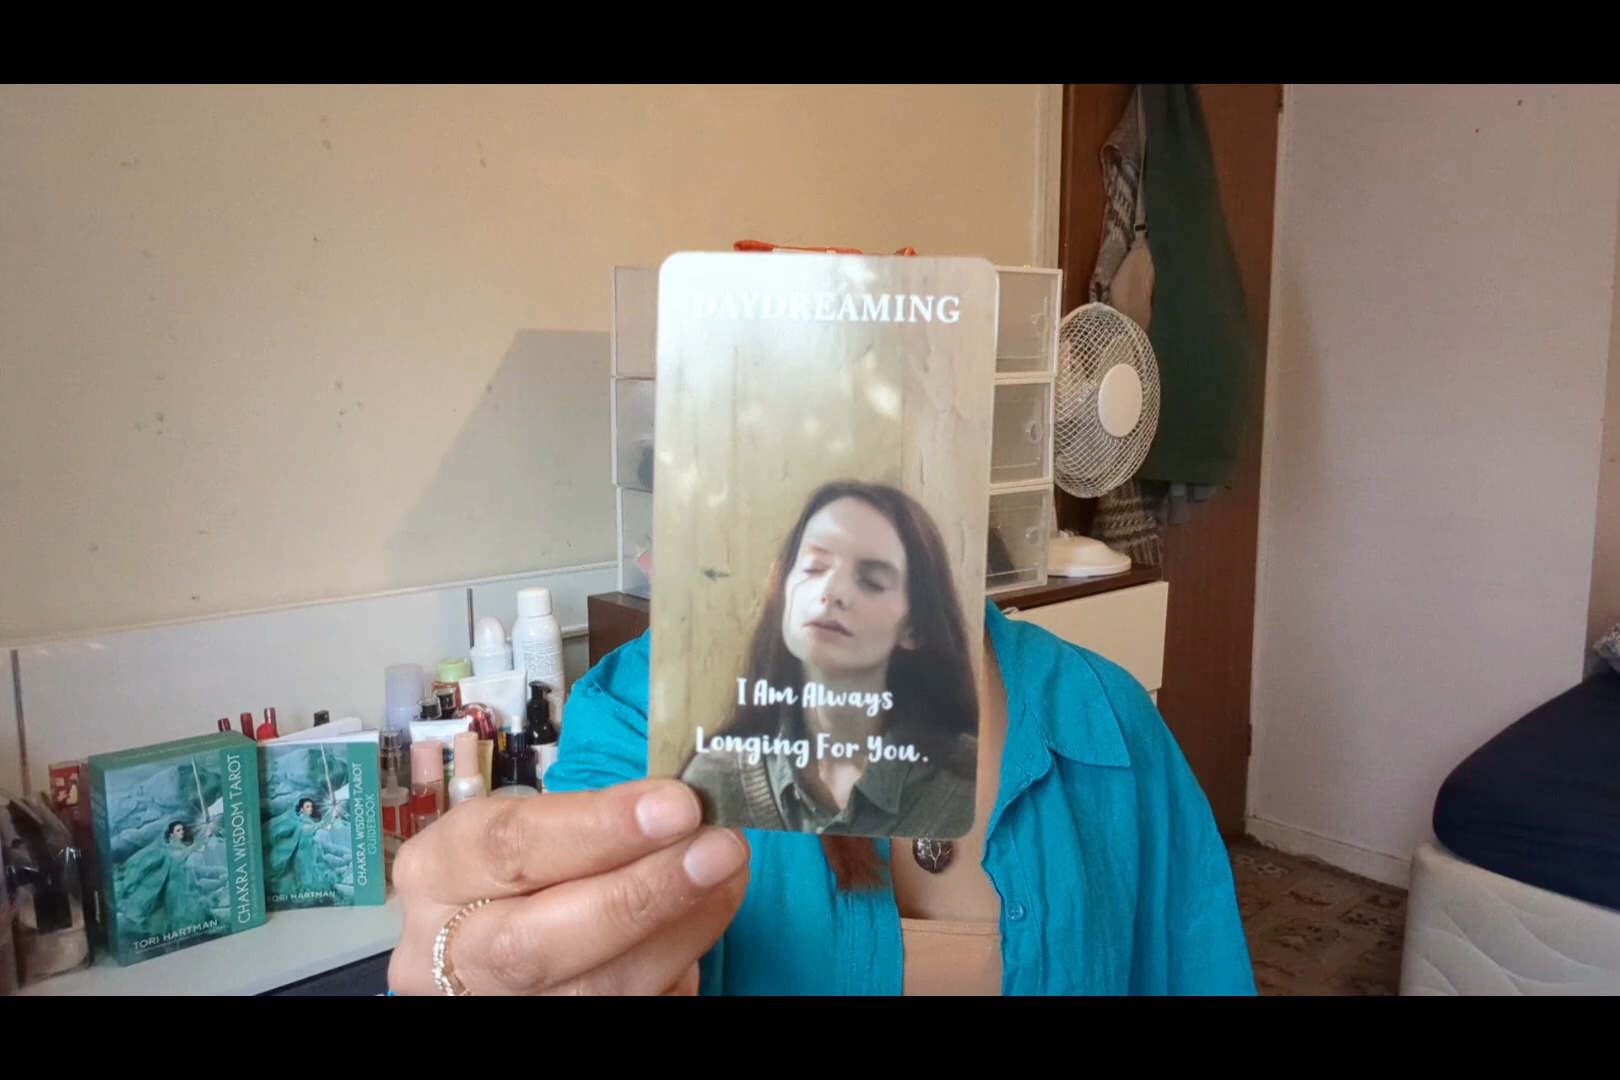 DAYDREAMING
I Am Always
Longing For You.
CHAKRA WISDOM TAROT
TORI HARTMAN
CHAKRA WISDOM TAROT
GUIDEBOOK
TORI HARTMAN